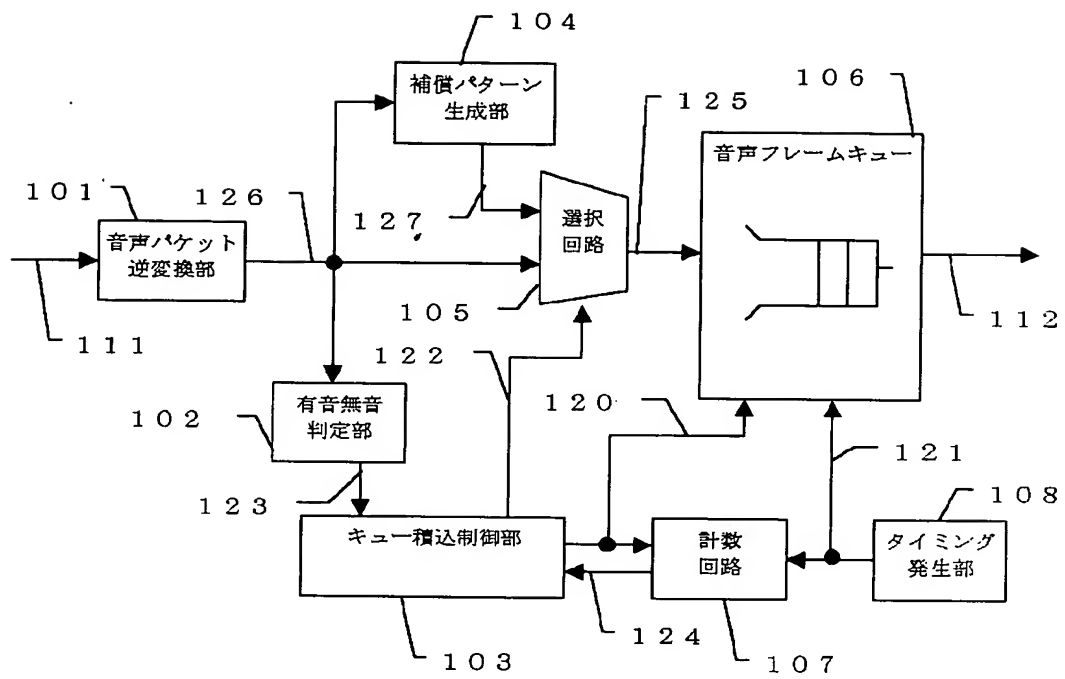 １０４
補償パターン
生成部
１２５
１０６
音声フレームキュー
１０１
音声パケット
逆変換部
１２６
１２７
選択
回路
１０５
１１１
１１２
１２２
有音無音
判定部
１０２
１２０
１２１
１２３
１０８
キュー積込制御部
計数
回路
タイミング
発生部
１２４
１０３
１０７